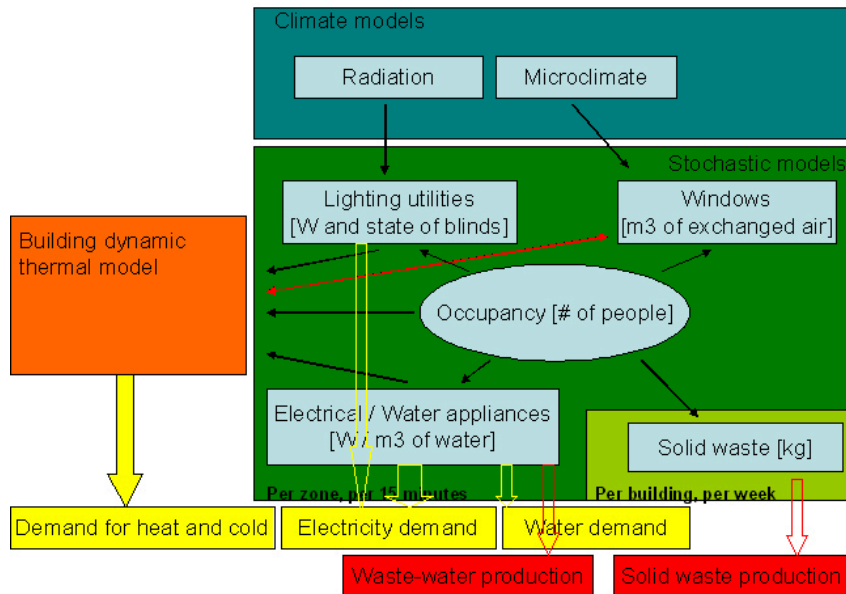 Climate models
Radiation
Microclimate
Stochastic models
Lighting utilities
[W and state of blinds]
Windows
[m3 of exchanged air]
Building dynamic
thermal model
Occupancy [# of people]
Electrical / Water appliances
[W / m3 of water]
Solid waste [kg]
Per zone, per 15 minutes
Per building, per week
Demand for heat and cold
Electricity demand
Water demand
Waste-water production
Solid waste production